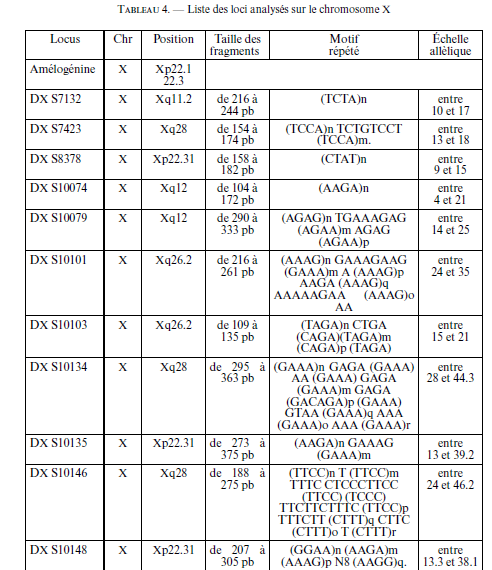 TABLEAU 4. — Liste des loci analysés sur le chromosome X
Locus Chr Position Taille des fragments Motif répété Échelle allèlique
Amélogénine X Xp22.1 22.3
DX S7132 X Xq11.2 de 216 à 244 pb (TCTA)n entre 10 et 17
DX S7423 X Xq28 de 154 à 174 pb (TCCA)n TCTGTCCT (TCCA)m. entre 13 et 18
DX S8378 X Xp22.31 de 158 à 182 pb (CTAT)n entre 9 et 15
DX S10074 X Xq12 de 104 à 172 pb (AAGA)n entre 4 et 21
DX S10079 X Xq12 de 290 à 333 pb (AGAG)n TGAAAGAG (AGAA)m AGAG (AGAA)p entre 14 et 25
DX S10101 X Xq26.2 de 216 à 261 pb (AAAG)n GAAAGAAG (GAAA)m A (AAAG)p AAGA (AAAG)q AAAAAGAA (AAAG)o AA entre 24 et 35
DX S10103 X Xq26.2 de 109 à 135 pb (TAGA)n CTGA (CAGA)(TAGA)m (CAGA)p (TAGA) entre 15 et 21
DX S10134 X Xq28 de 295 à 363 pb (GAAA)n GAGA (GAAA) AA (GAAA) GAGA (GAAA)m GAGA (GACAGA)p (GAAA) GTAA (GAAA)q AAA (GAAA)o AAA (GAAA)r entre 28 et 44.3
DX S10135 X Xp22.31 de 273 à 375 pb (AAGA)n GAAAG (GAAA)m entre 13 et 39.2
DX S10146 X Xq28 de 188 à 275 pb (TTCC)n T (TTCC)m TTTC CTCCCTTCC (TTCC) (TCCC) TTCTTCTTTC (TTCC)p TTTCTT (CTTT)q CTTC (CTTT)o T (CTTT)r entre 24 et 46.2
DX S10148 X Xp22.31 de 207 à 305 pb (GGAA)n (AAGA)m (AAAG)p N8 (AAGG)q. entre 13.3 et 38.1